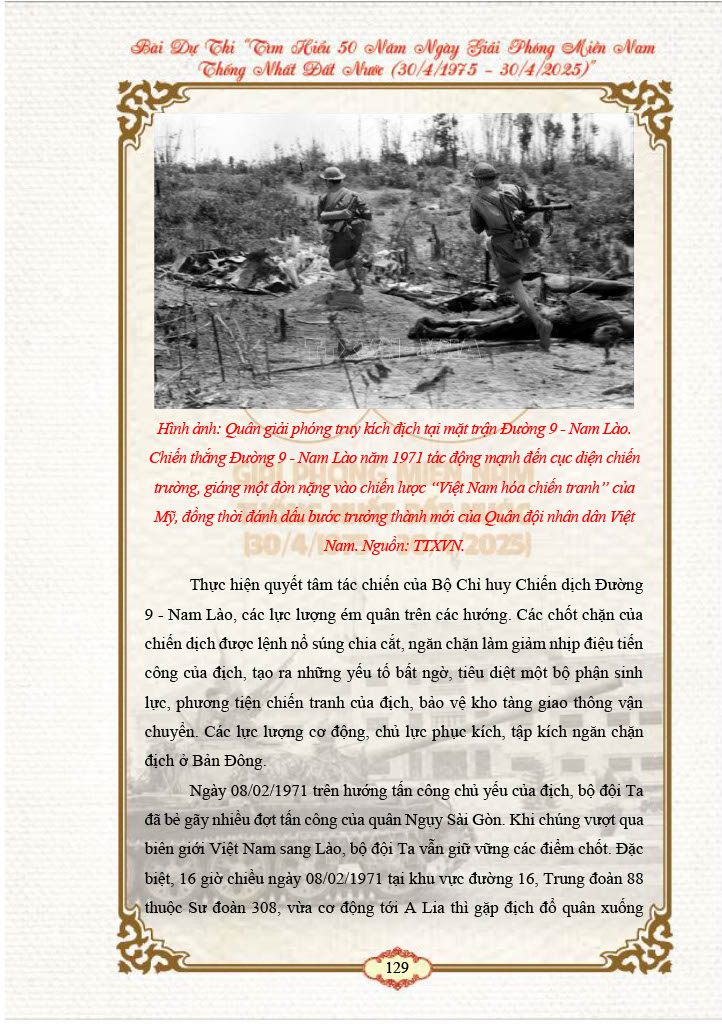 Bài Dự Thi “Tìm Hiểu 50 Năm Ngày Giải Phóng Miền Nam
Thống Nhất Đất Nước (30/4/1975 – 30/4/2025)”
Hình ảnh: Quân giải phóng truy kích địch tại mặt trận Đường 9 - Nam Lào.
Chiến thắng Đường 9 - Nam Lào năm 1971 tác động mạnh đến cục diện chiến
trường, giáng một đòn nặng vào chiến lược “Việt Nam hóa chiến tranh” của
Mỹ, đồng thời đánh dấu bước trưởng thành mới của Quân đội nhân dân Việt
Nam. Nguồn: TTXVN.
(30/4/1975 2025)
Thực hiện quyết tâm tác chiến của Bộ Chỉ huy Chiến dịch Đường
9 - Nam Lào, các lực lượng ém quân trên các hướng. Các chốt chặn của
chiến dịch được lệnh nổ súng chia cắt, ngăn chặn làm giảm nhịp điệu tiến
công của địch, tạo ra những yếu tố bất ngờ, tiêu diệt một bộ phận sinh
lực, phương tiện chiến tranh của địch, bảo vệ kho tàng giao thông vận
chuyển. Các lực lượng cơ động, chủ lực phục kích, tập kích ngăn chặn
địch ở Bản Đông.
Ngày 08/02/1971 trên hướng tấn công chủ yếu của địch, bộ đội Ta
đã bẻ gãy nhiều đợt tấn công của quân Ngụy Sài Gòn. Khi chúng vượt qua
biên giới Việt Nam sang Lào, bộ đội Ta vẫn giữ vững các điểm chốt. Đặc
biệt, 16 giờ chiều ngày 08/02/1971 tại khu vực đường 16, Trung đoàn 88
thuộc Sư đoàn 308, vừa cơ động tới A Lia thì gặp địch đổ quân xuống
129